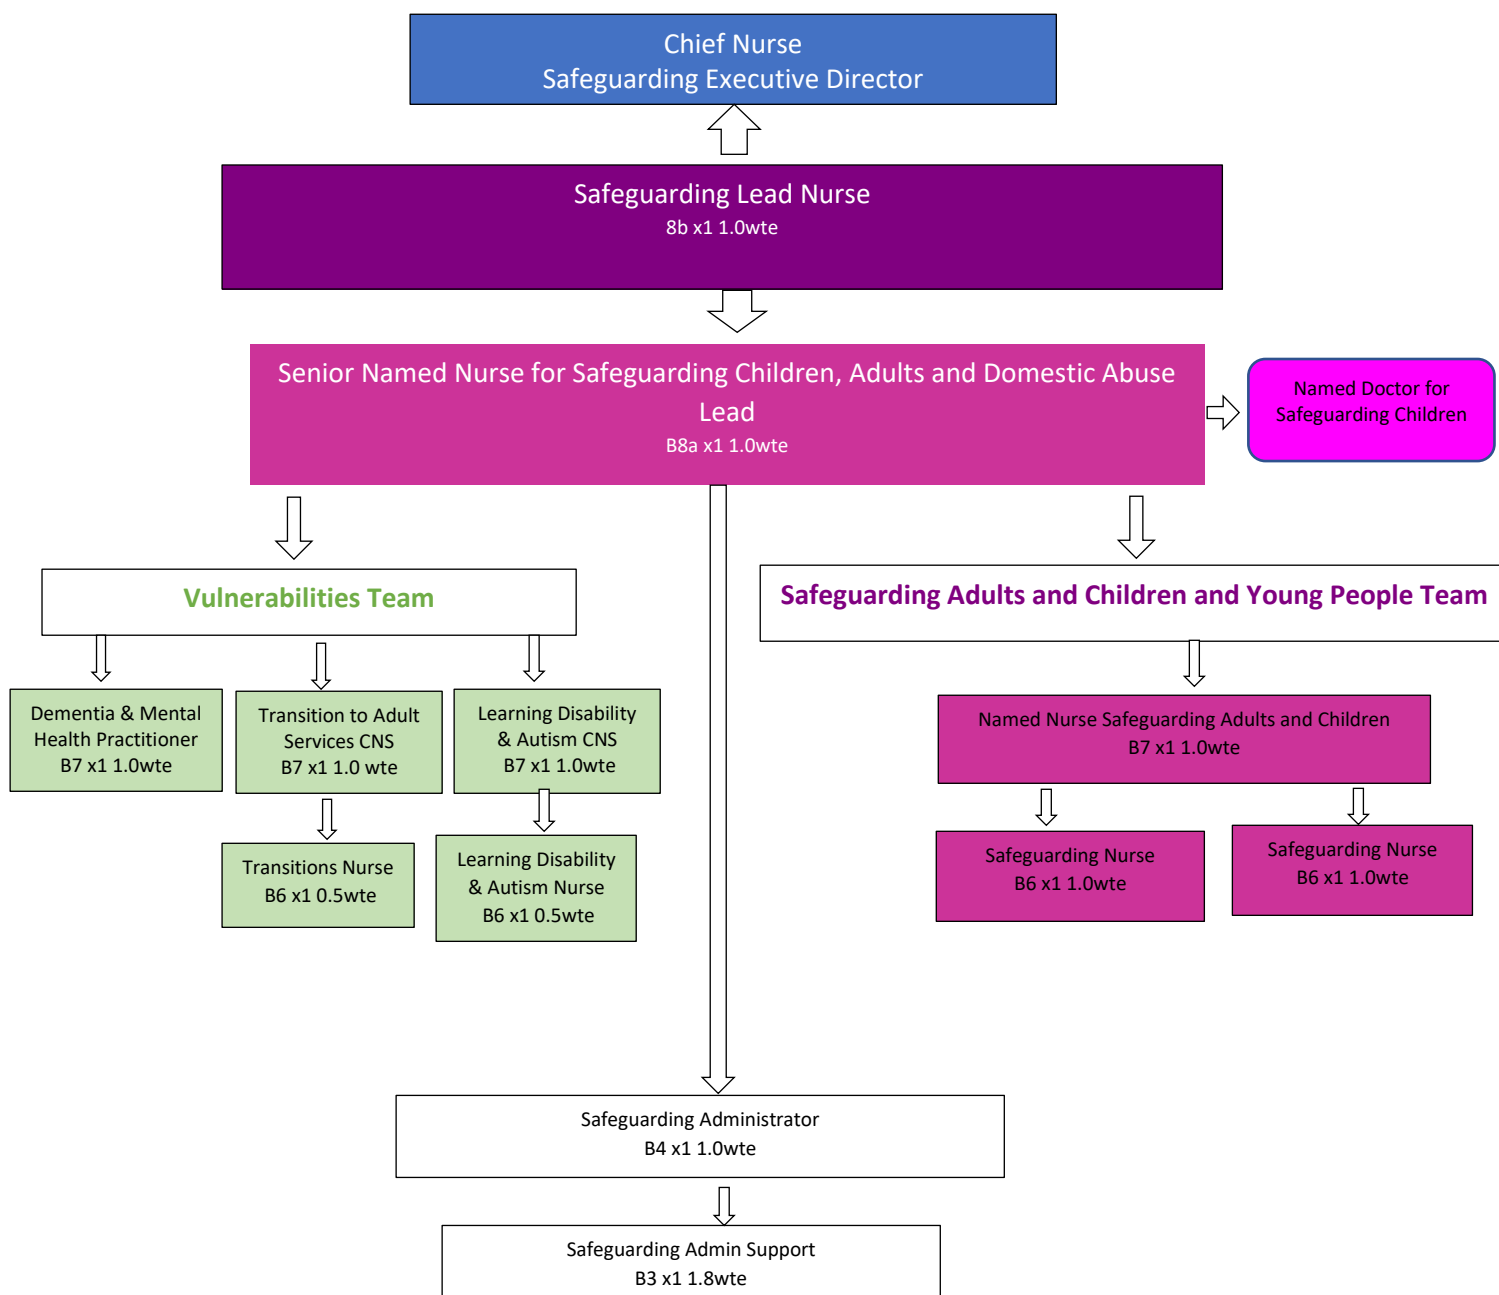 Chief Nurse
Safeguarding Executive Director
Safeguarding Lead Nurse
8b x1 1.0wte
Senior Named Nurse for Safeguarding Children, Adults and Domestic Abuse
Lead
B8a x1 1.0wte
Named Doctor for
Safeguarding Children
Vulnerabilities Team
Safeguarding Adults and Children and Young People Team
Dementia & Mental
Health Practitioner
B7 x1 1.0wte
Transition to Adult
Services CNS
B7 x1 1.0 wte
Learning Disability
& Autism CNS
B7 x1 1.0wte
Named Nurse Safeguarding Adults and Children
B7 x1 1.0wte
Transitions Nurse
B6 x1 0.5wte
Learning Disability
& Autism Nurse
B6 x1 0.5wte
Safeguarding Nurse
B6 x1 1.0wte
Safeguarding Nurse
B6 x1 1.0wte
Safeguarding Administrator
B4 x1 1.0wte
Safeguarding Admin Support
B3 x1 1.8wte